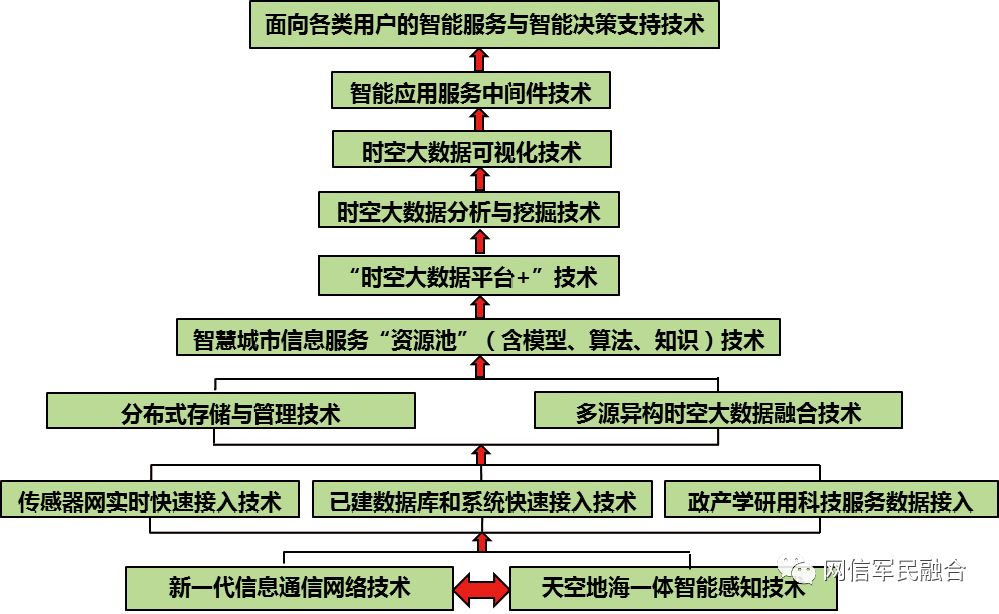 面向各类用户的智能服务与智能决策支持技术
智能应用服务中间件技术
时空大数据可视化技术
时空大数据分析与挖掘技术
“时空大数据平台+”技术
智慧城市信息服务“资源池”（含模型、算法、知识）技术
分布式存储与管理技术
多源异构时空大数据融合技术
传感器网实时快速接入技术
已建数据库和系统快速接入技术
政产学研用科技服务数据接入
新一代信息通信网络技术
天空地海一体智能感知技术
网信军民融合